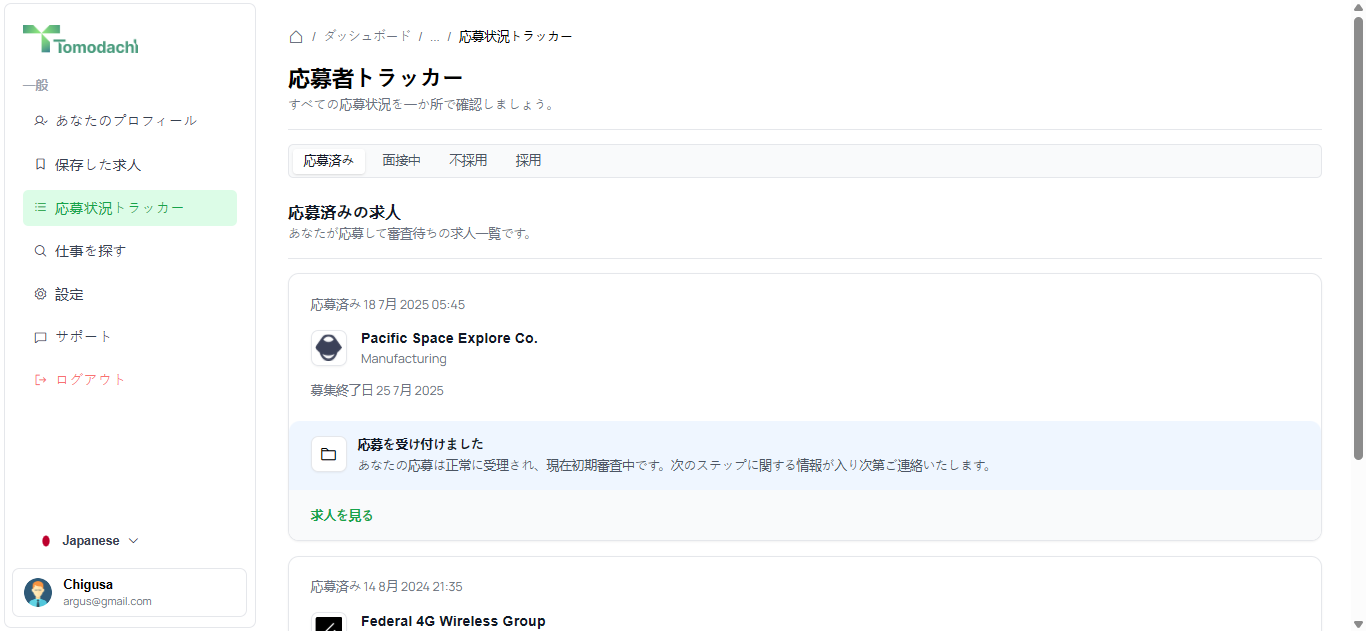 Tomodachi
一般
あなたのプロフィール
保存した求人
応募状況トラッカー
仕事を探す
設定
サポート
ログアウト
Japanese
Chigusa
argus@gmail.com
/ ダッシュボード / ... / 応募状況トラッカー
応募者トラッカー
すべての応募状況を一か所で確認しましょう。
応募済み 面接中 不採用 採用
応募済みの求人
あなたが応募して審査待ちの求人一覧です。
応募済み 18 7月 2025 05:45
Pacific Space Explore Co.
Manufacturing
募集終了日 25 7月 2025
応募を受け付けました
あなたの応募は正常に受理され、現在初期審査中です。次のステップに関する情報が入り次第ご連絡いたします。
求人を見る
応募済み 14 8月 2024 21:35
Federal 4G Wireless Group